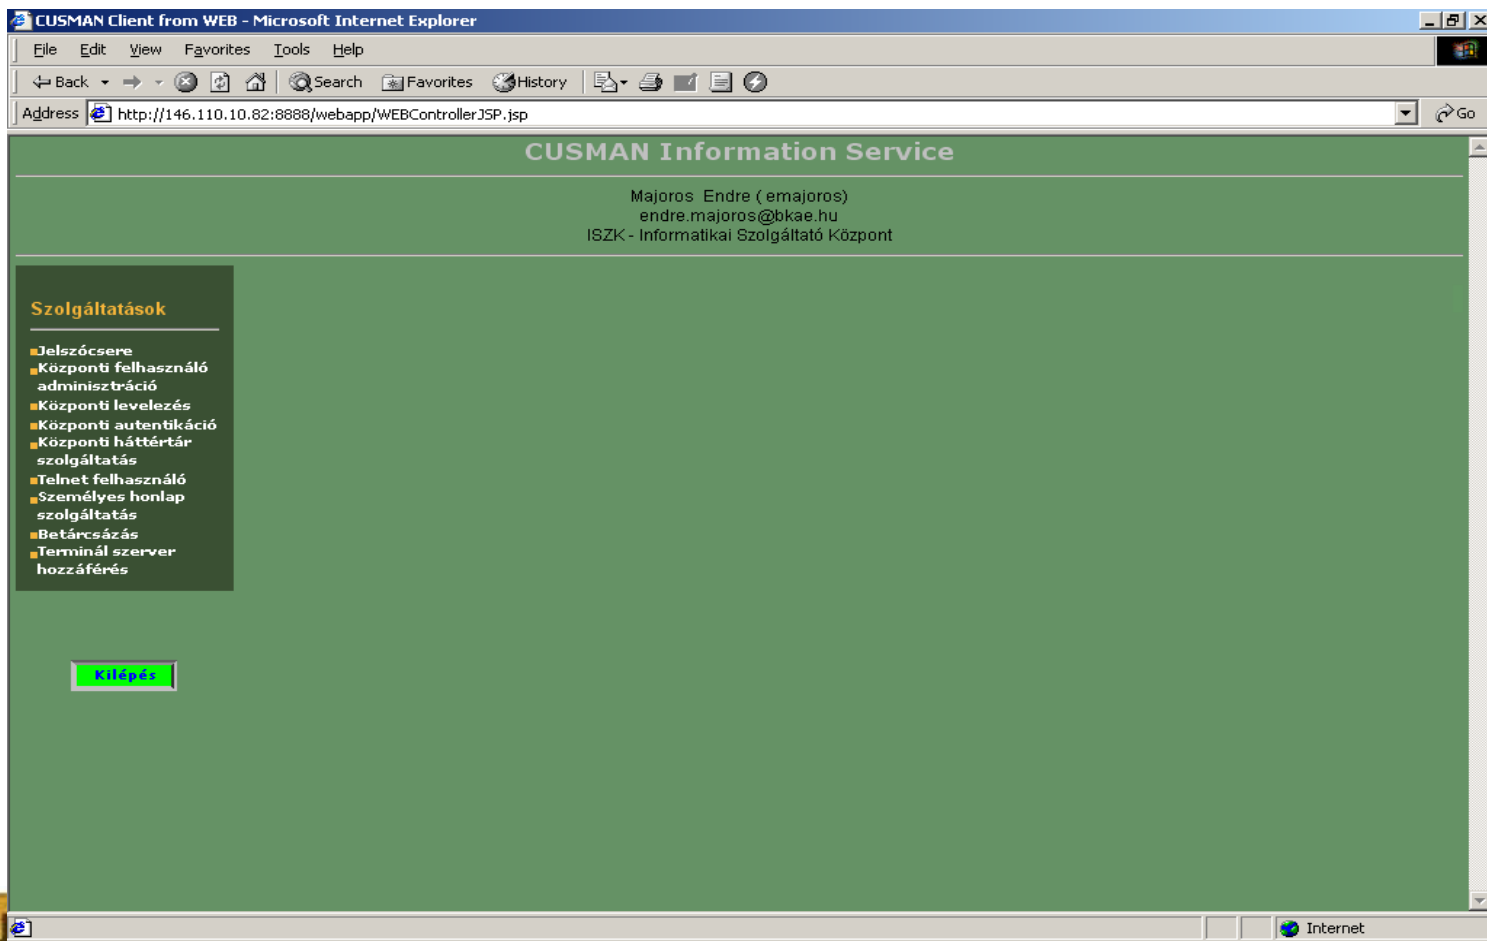 CUSMAN Client from WEB - Microsoft Internet Explorer
File Edit View Favorites Tools Help
Back Search Favorites History
Address http://146.110.10.82:8888/webapp/WEBControllerJSP.jsp Go
CUSMAN Information Service
Majoros Endre ( emajoros)
endre.majoros@bkae.hu
ISZK - Informatikai Szolgáltató Központ
Szolgáltatások
Jelszócsere
Központi felhasználó
adminisztráció
Központi levelezés
Központi autentikáció
Központi háttértár
szolgáltatás
Telnet felhasználó
Személyes honlap
szolgáltatás
Betárcsázás
Terminál szerver
hozzáférés
Kilépés
Internet